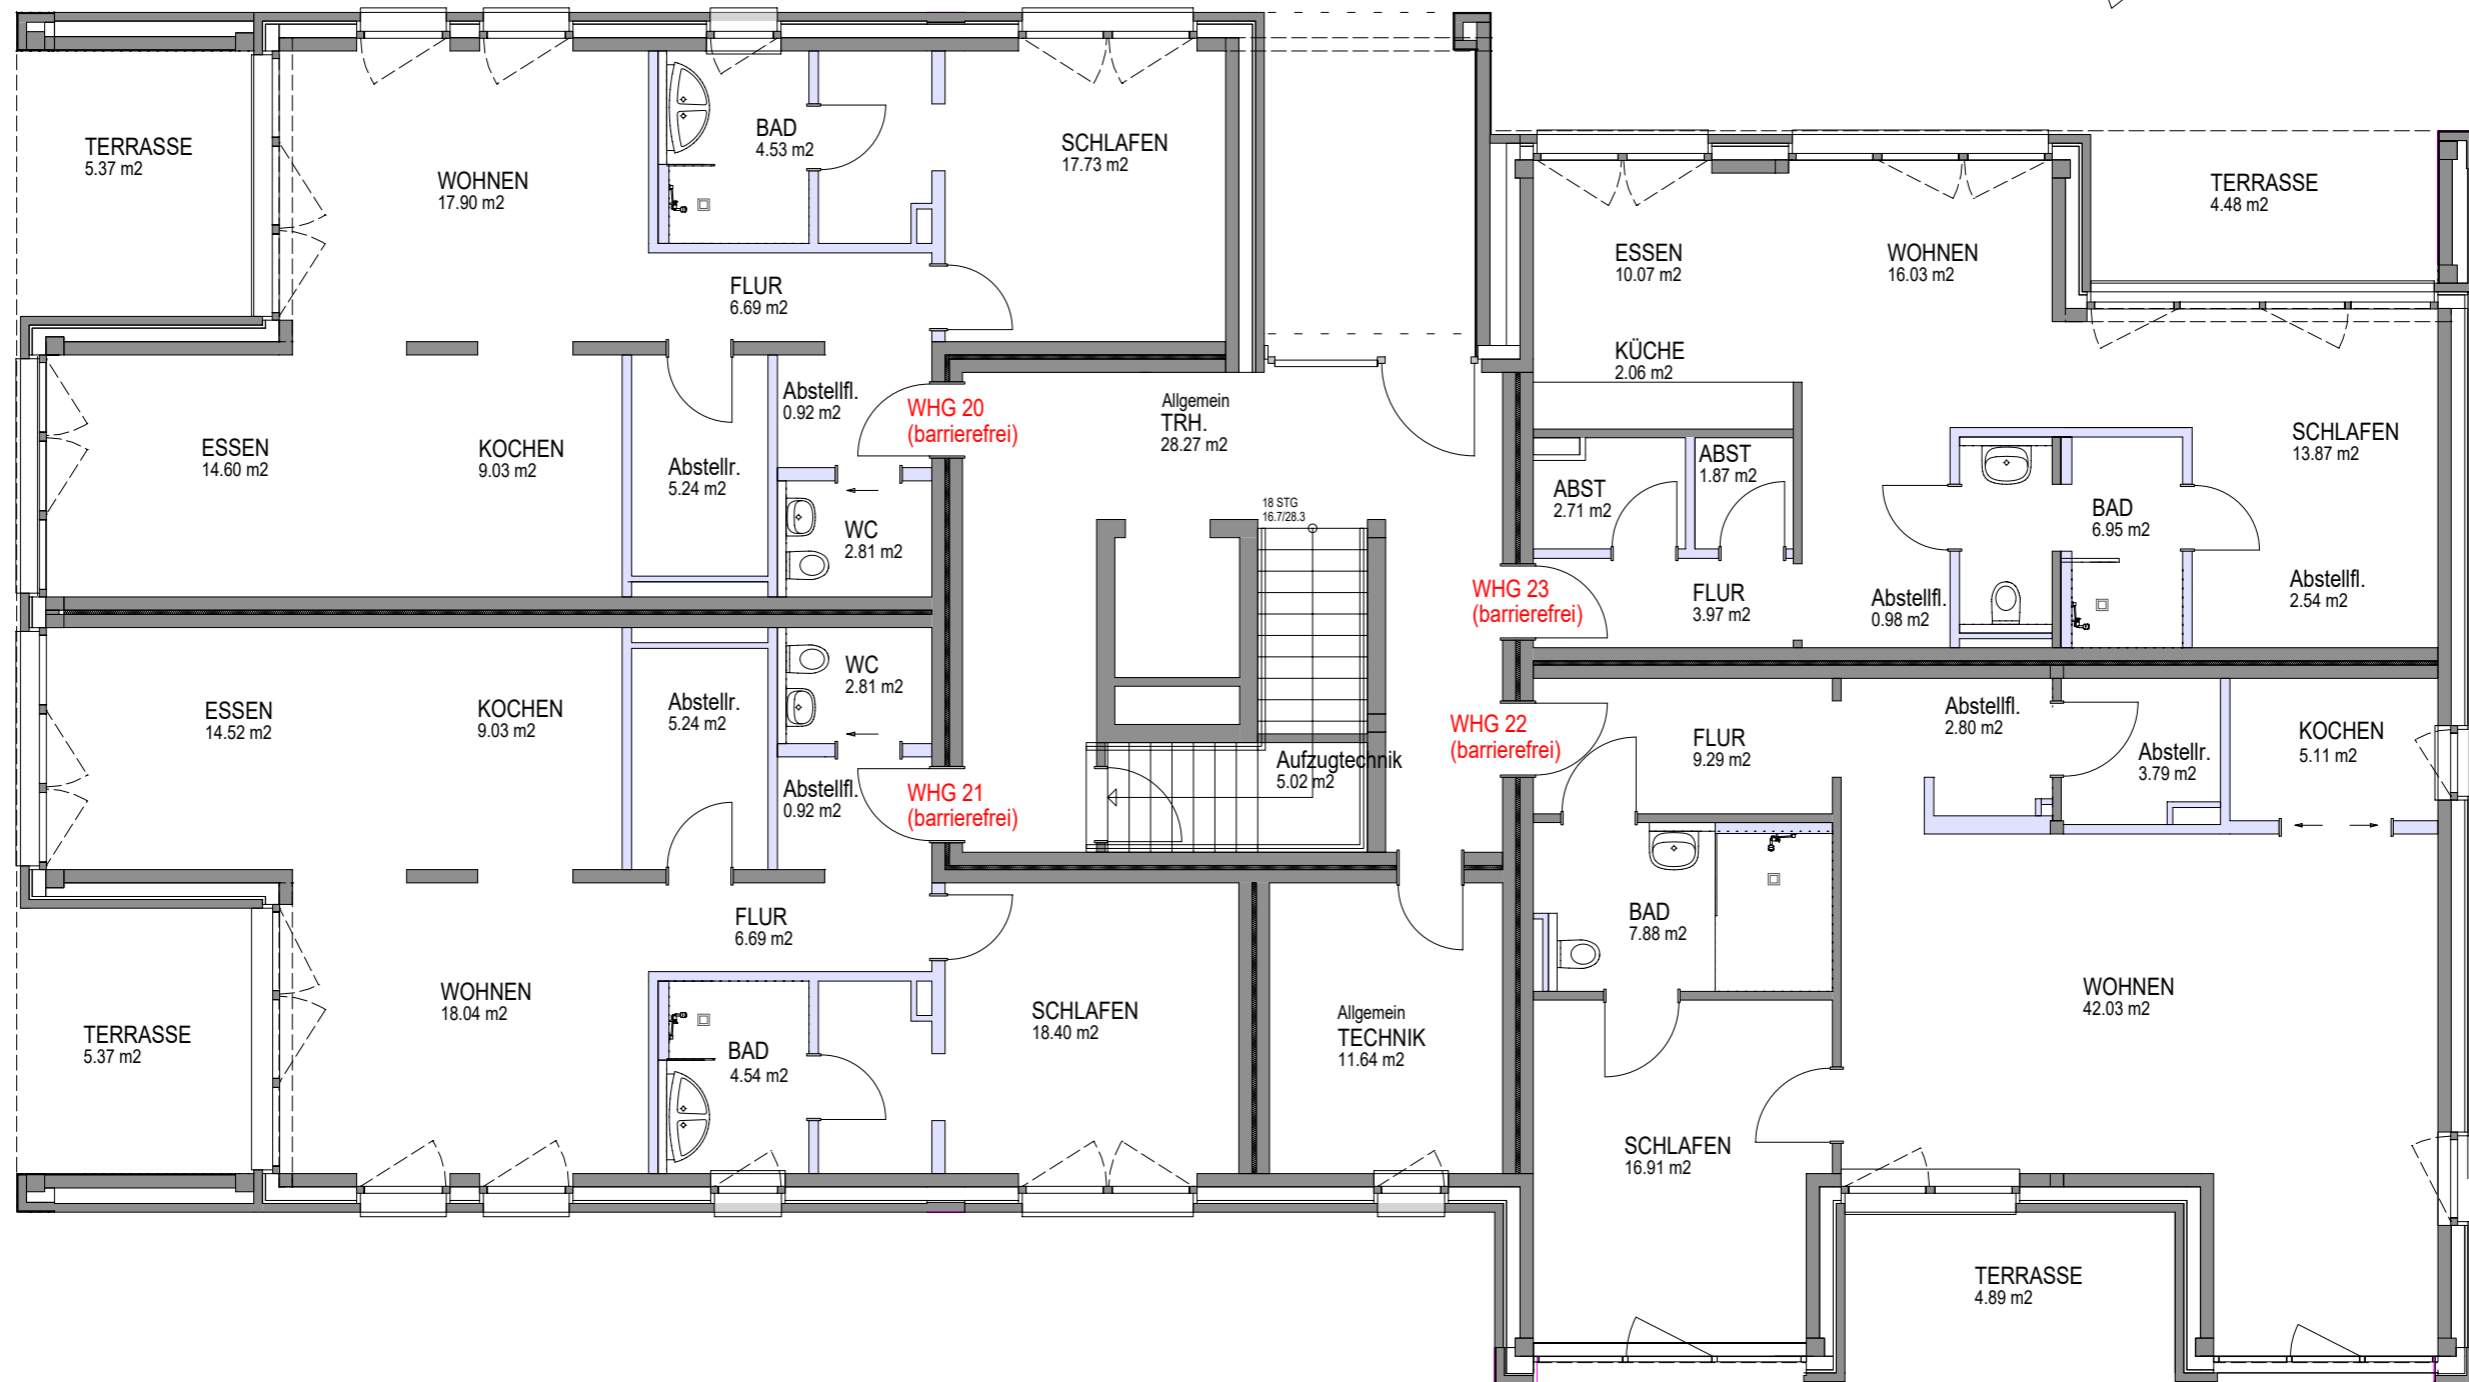 TERRASSE
5.37 m2
WOHNEN
17.90 m2
BAD
4.53 m2
SCHLAFEN
17.73 m2
FLUR
6.69 m2
ESSEN
14.60 m2
KOCHEN
9.03 m2
Abstellr.
5.24 m2
Abstellfl.
0.92 m2
WC
2.81 m2
WHG 20
(barrierefrei)
Allgemein
TRH.
28.27 m2
18 STG
16.7/28.3
ESSEN
10.07 m2
WOHNEN
16.03 m2
TERRASSE
4.48 m2
KÜCHE
2.06 m2
ABST
2.71 m2
ABST
1.87 m2
SCHLAFEN
13.87 m2
BAD
6.95 m2
WHG 23
(barrierefrei)
FLUR
3.97 m2
Abstellfl.
0.98 m2
Abstellfl.
2.54 m2
ESSEN
14.52 m2
KOCHEN
9.03 m2
Abstellr.
5.24 m2
WC
2.81 m2
Abstellfl.
0.92 m2
WHG 21
(barrierefrei)
Aufzugtechnik
5.02 m2
WHG 22
(barrierefrei)
FLUR
9.29 m2
Abstellfl.
2.80 m2
Abstellr.
3.79 m2
KOCHEN
5.11 m2
FLUR
6.69 m2
WOHNEN
18.04 m2
TERRASSE
5.37 m2
BAD
4.54 m2
SCHLAFEN
18.40 m2
Allgemein
TECHNIK
11.64 m2
BAD
7.88 m2
WOHNEN
42.03 m2
SCHLAFEN
16.91 m2
TERRASSE
4.89 m2